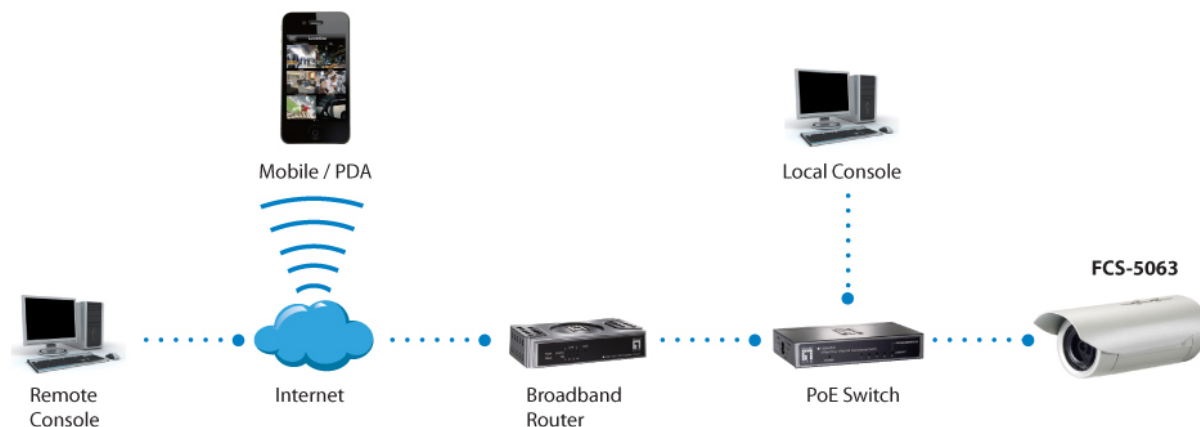 Mobile / PDA
Local Console
FCS-5063
Remote
Console
Internet
Broadband
Router
PoE Switch